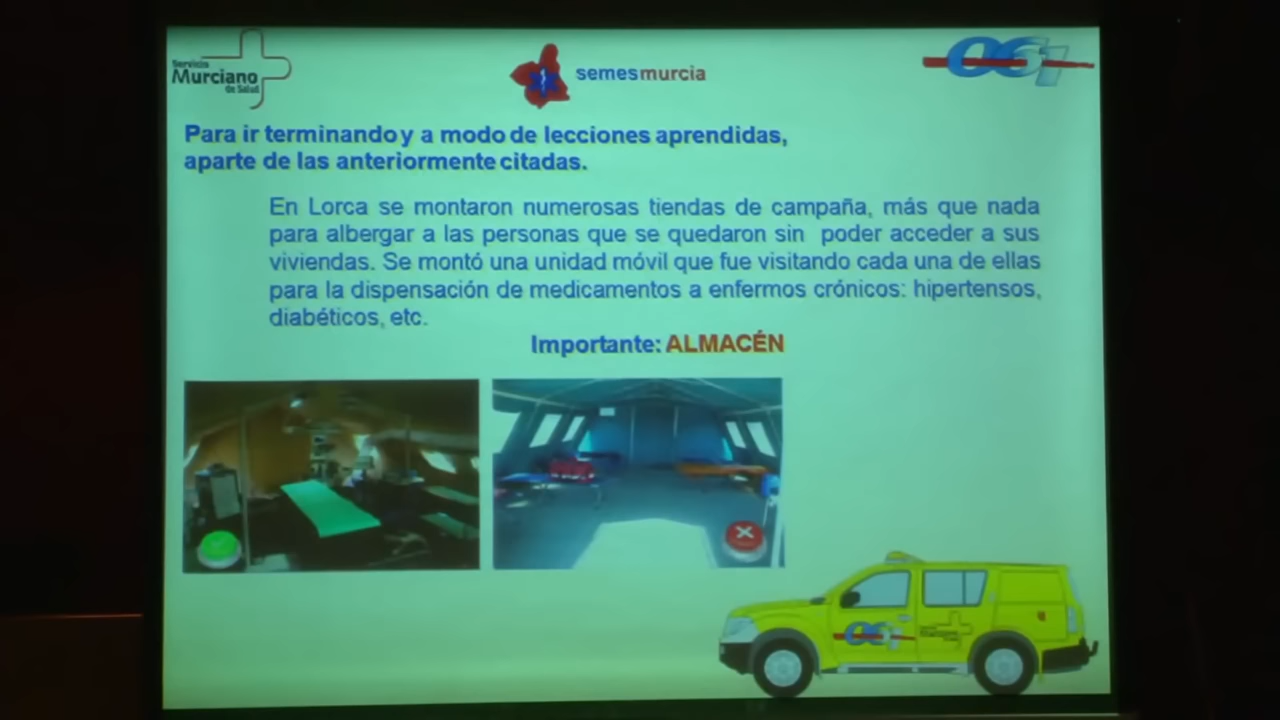 Servicio
Murciano
de Salud
semesmurcia
061
Para ir terminando y a modo de lecciones aprendidas,
aparte de las anteriormente citadas.
En Lorca se montaron numerosas tiendas de campaña, más que nada
para albergar a las personas que se quedaron sin poder acceder a sus
viviendas. Se montó una unidad móvil que fue visitando cada una de ellas
para la dispensación de medicamentos a enfermos crónicos: hipertensos,
diabéticos, etc.
Importante: ALMACÉN
061
Murciano